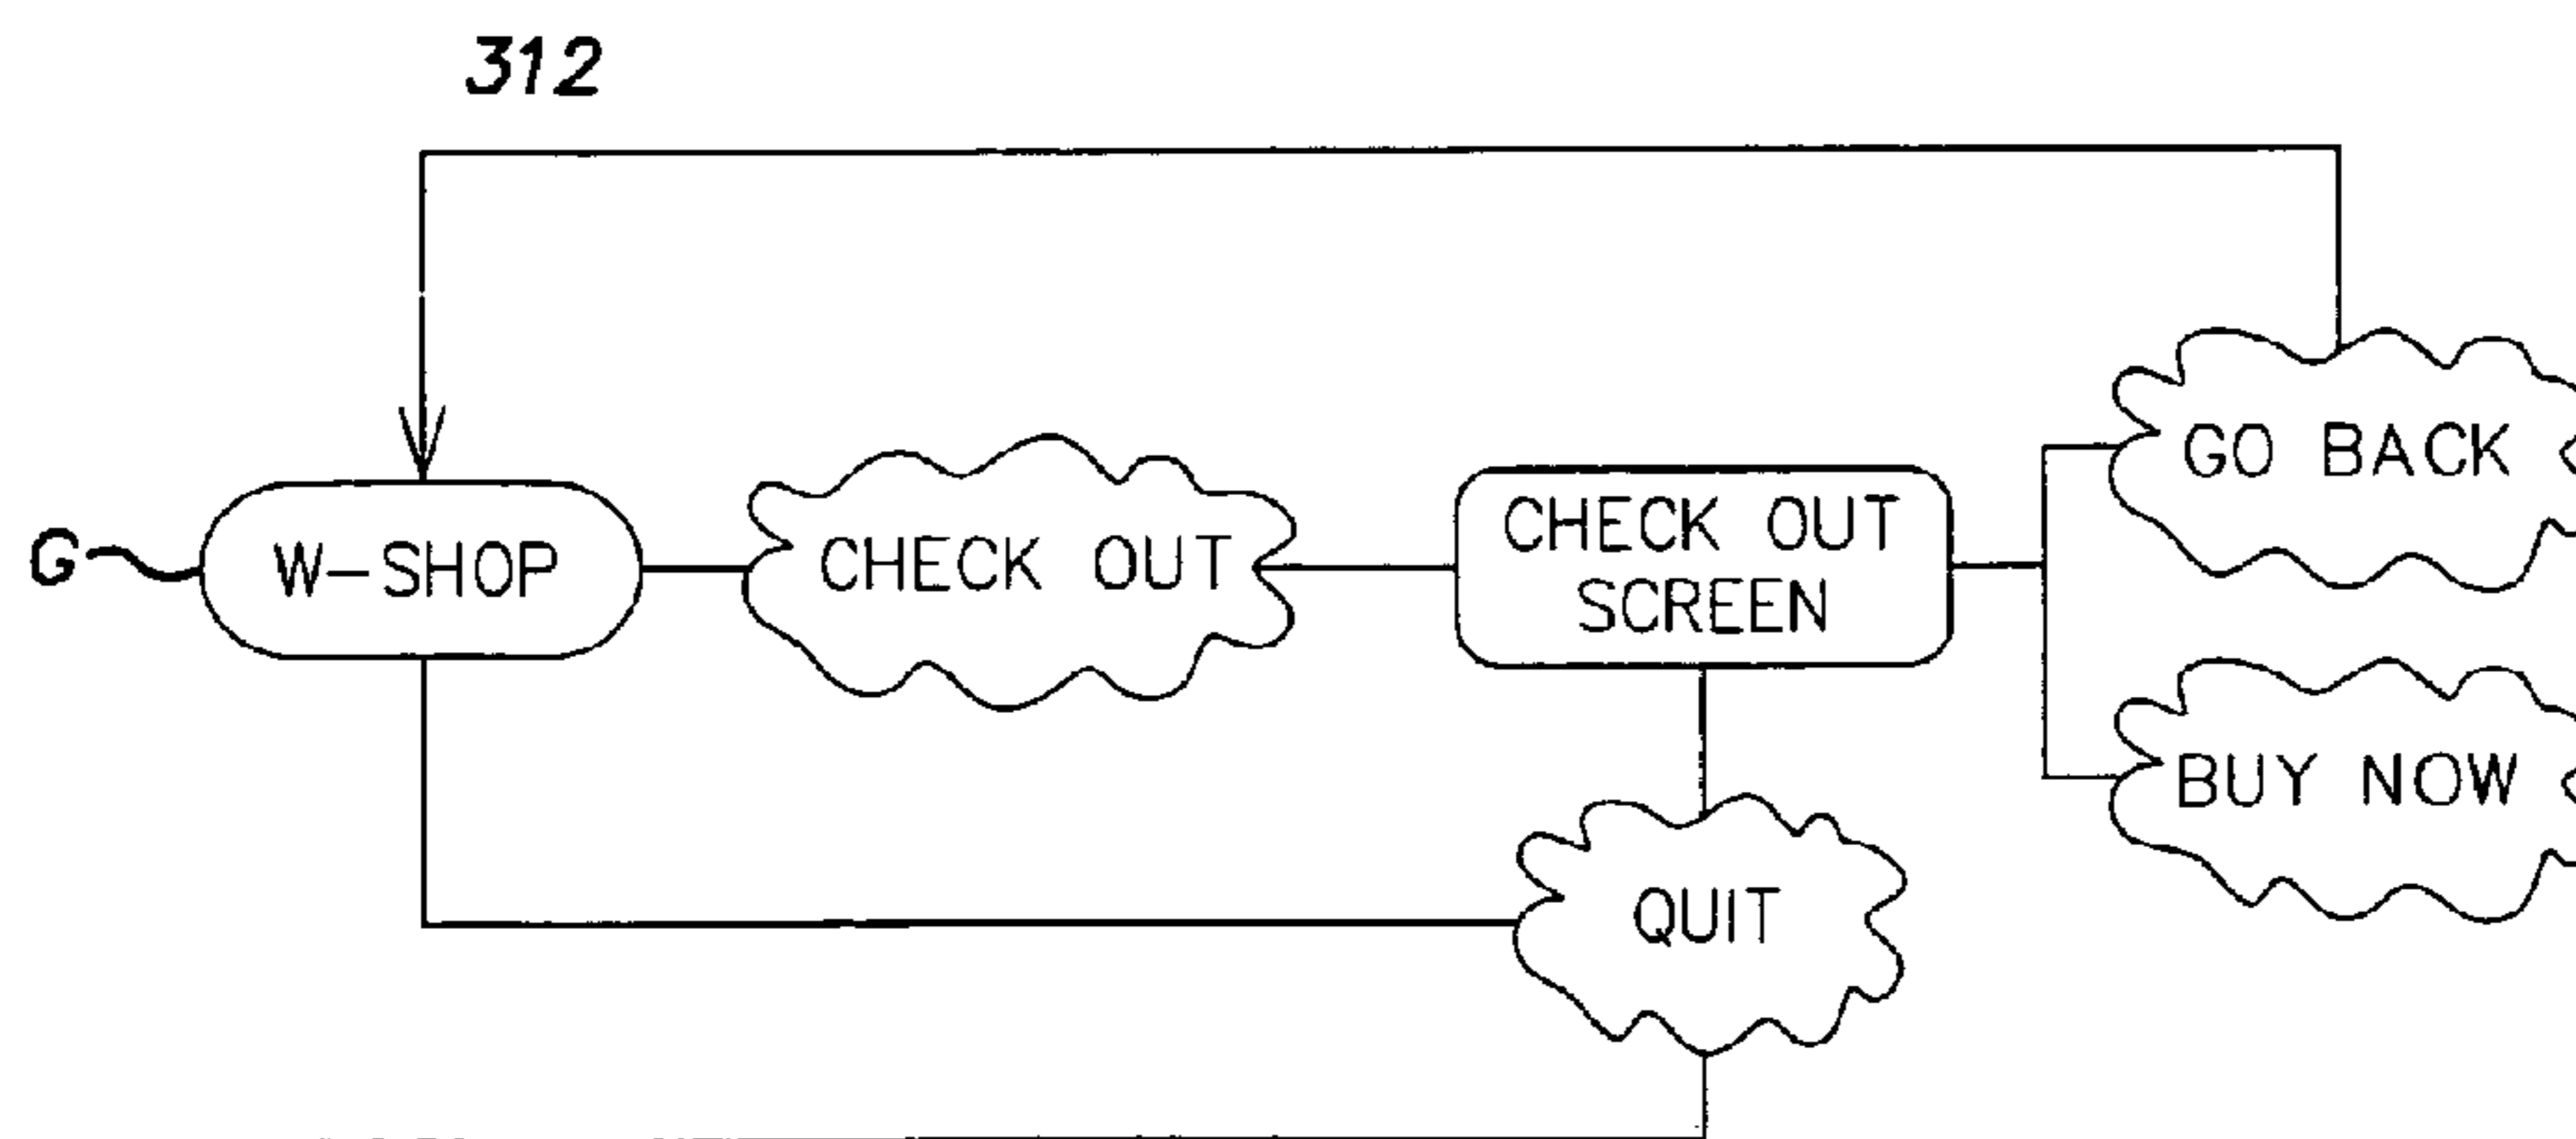 312
G
W-SHOP
CHECK OUT
CHECK OUT
SCREEN
GO BACK
BUY NOW
QUIT